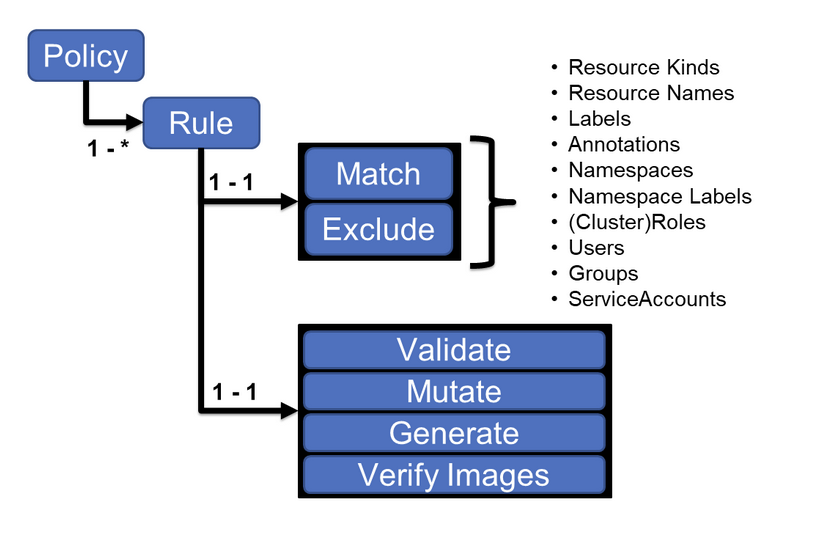 Policy
1 - *
Rule
1 - 1
Match
Exclude
• Resource Kinds
• Resource Names
• Labels
• Annotations
• Namespaces
• Namespace Labels
• (Cluster)Roles
• Users
• Groups
• ServiceAccounts
1 - 1
Validate
Mutate
Generate
Verify Images